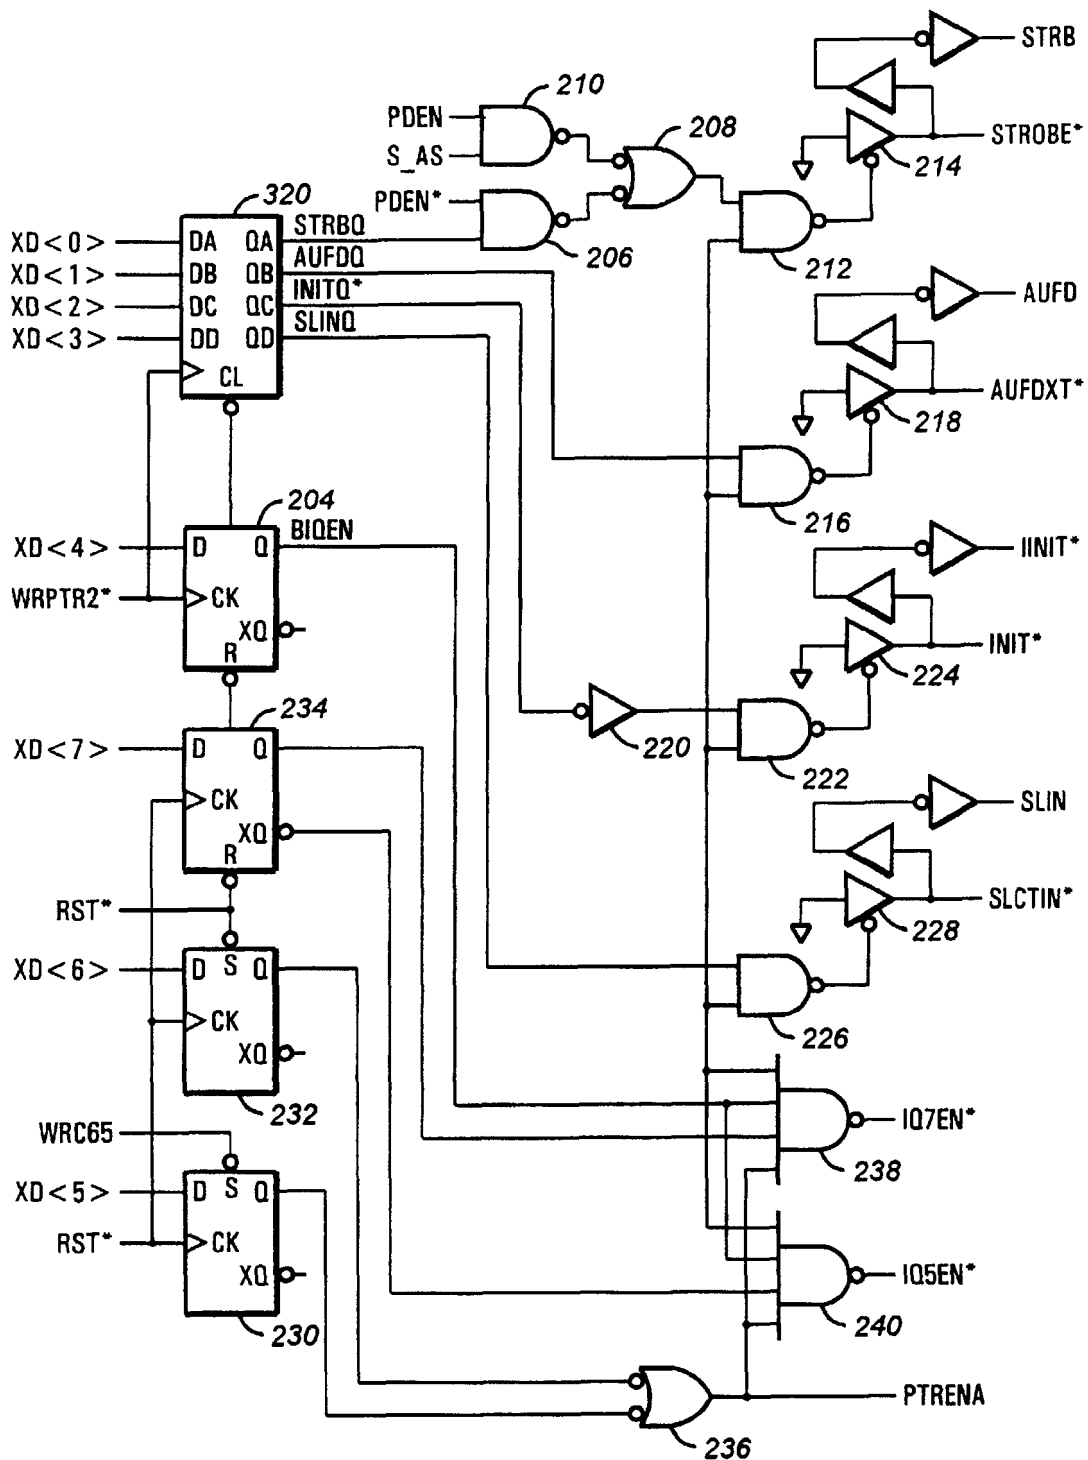 STRB
210
PDEN
208
STROBE*
S_AS
214
PDEN*
320
STRBQ
XD<0>
DA QA
206
212
AUFDQ
XD<1>
DB QB
INITQ*
AUFD
XD<2>
DC QC
SLINQ
XD<3>
DD QD
CL
AUFDXT*
218
204
BIQEN
216
XD<4>
D Q
IINIT*
WRPTR2*
CK
XQ
INIT*
R
224
234
220
222
XD<7>
D Q
CK
SLIN
XQ
R
SLCTIN*
RST*
228
XD<6>
D S Q
CK
226
XQ
232
IQ7EN*
WRC65
238
XD<5>
D S Q
RST*
CK
XQ
IQ5EN*
230
240
PTRENA
236